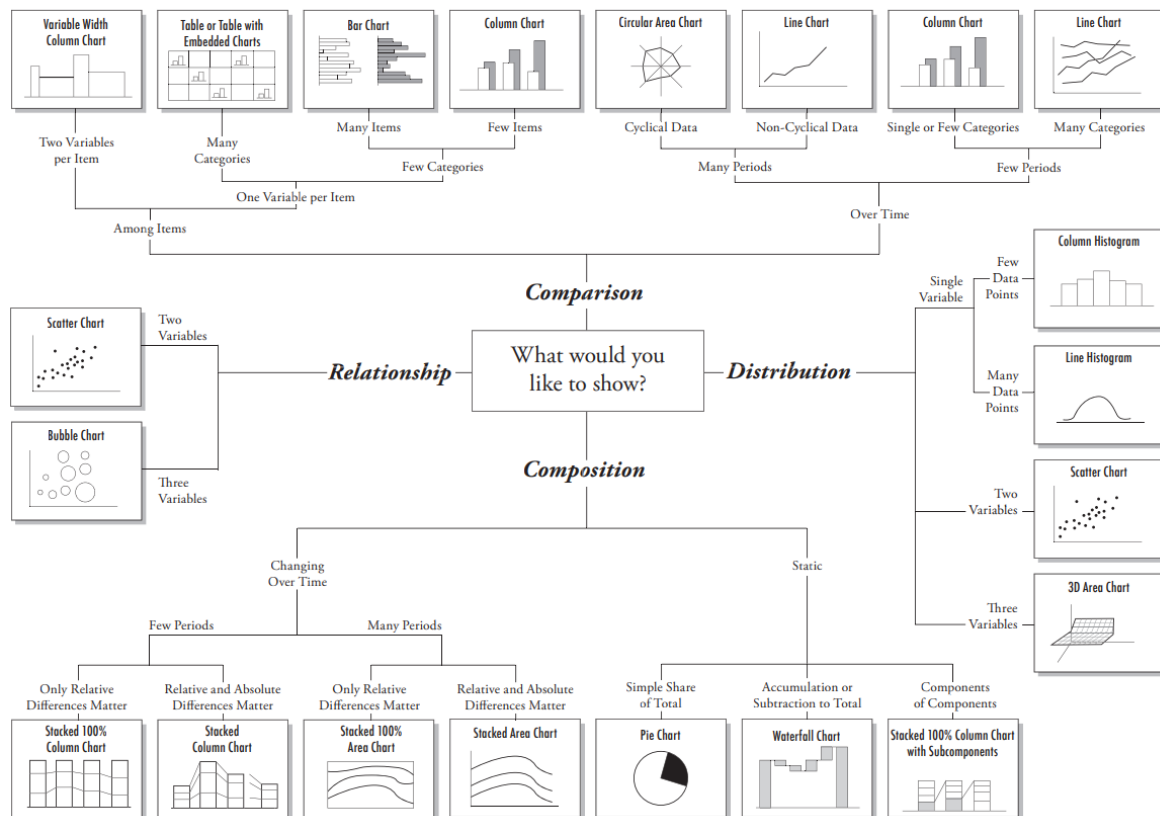 Variable Width
Column Chart
Table or Table with
Embedded Charts
Bar Chart
Column Chart
Circular Area Chart
Line Chart
Column Chart
Line Chart
Two Variables
per Item
Many
Categories
Many Items
Few Items
Cyclical Data
Non-Cyclical Data
Single or Few Categories
Many Categories
Few Categories
Many Periods
Few Periods
One Variable per Item
Among Items
Over Time
Comparison
Relationship
What would you
like to show?
Distribution
Composition
Scatter Chart
Two
Variables
Bubble Chart
Three
Variables
Single
Variable
Few
Data
Points
Column Histogram
Many
Data
Points
Line Histogram
Two
Variables
Scatter Chart
Three
Variables
3D Area Chart
Changing
Over Time
Static
Few Periods
Many Periods
Only Relative
Differences Matter
Relative and Absolute
Differences Matter
Only Relative
Differences Matter
Relative and Absolute
Differences Matter
Simple Share
of Total
Accumulation or
Subtraction to Total
Components
of Components
Stacked 100%
Column Chart
Stacked
Column Chart
Stacked 100%
Area Chart
Stacked Area Chart
Pie Chart
Waterfall Chart
Stacked 100% Column Chart
with Subcomponents